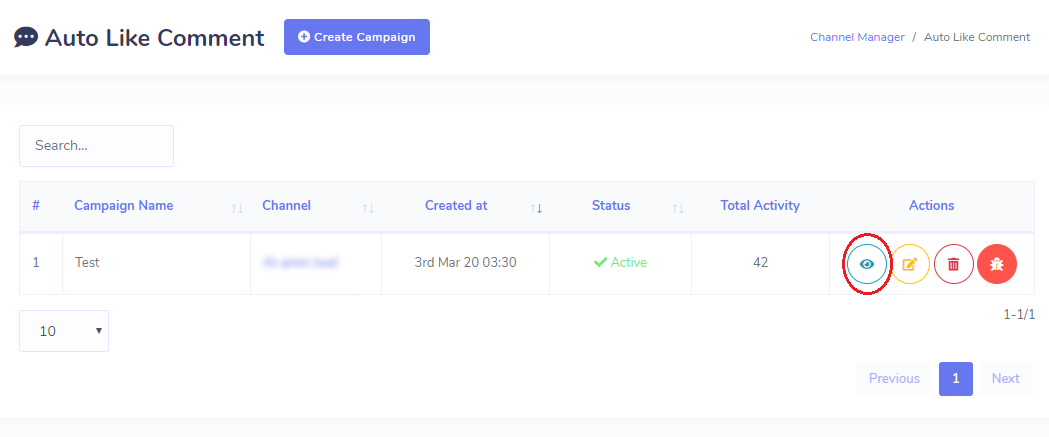 Auto Like Comment
Create Campaign
Channel Manager / Auto Like Comment
Search...
# Campaign Name Channel Created at Status Total Activity Actions
1 Test 3rd Mar 20 03:30 Active 42
10
1-1/1
Previous 1 Next